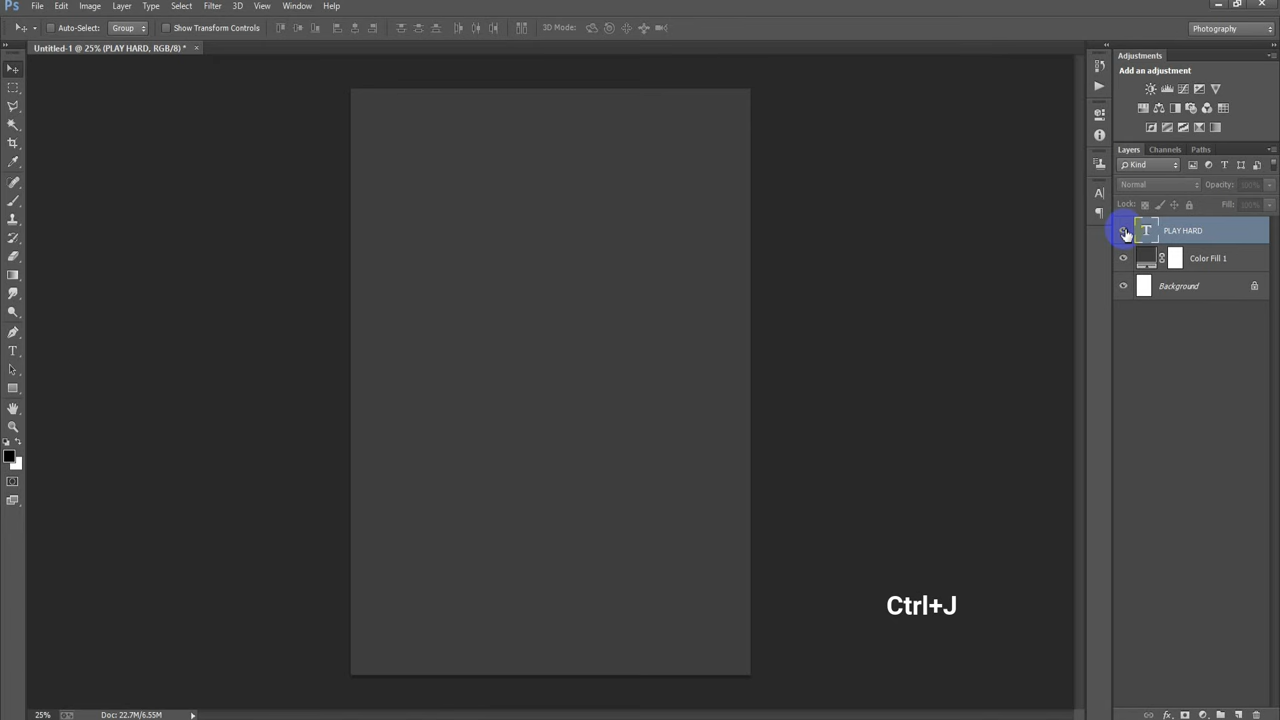 Ps File Edit Image Layer Type Select Filter 3D View Window Help
Auto-Select: Group Show Transform Controls 3D Mode: Photography
Untitled-1 @ 25% (PLAY HARD, RGB/8) * ×
Adjustments
Add an adjustment
Layers Channels Paths
Kind
Normal Opacity: 100%
Lock: Fill: 100%
T PLAY HARD
Color Fill 1
Background
Ctrl+J
25% Doc: 22.7M/6.55M